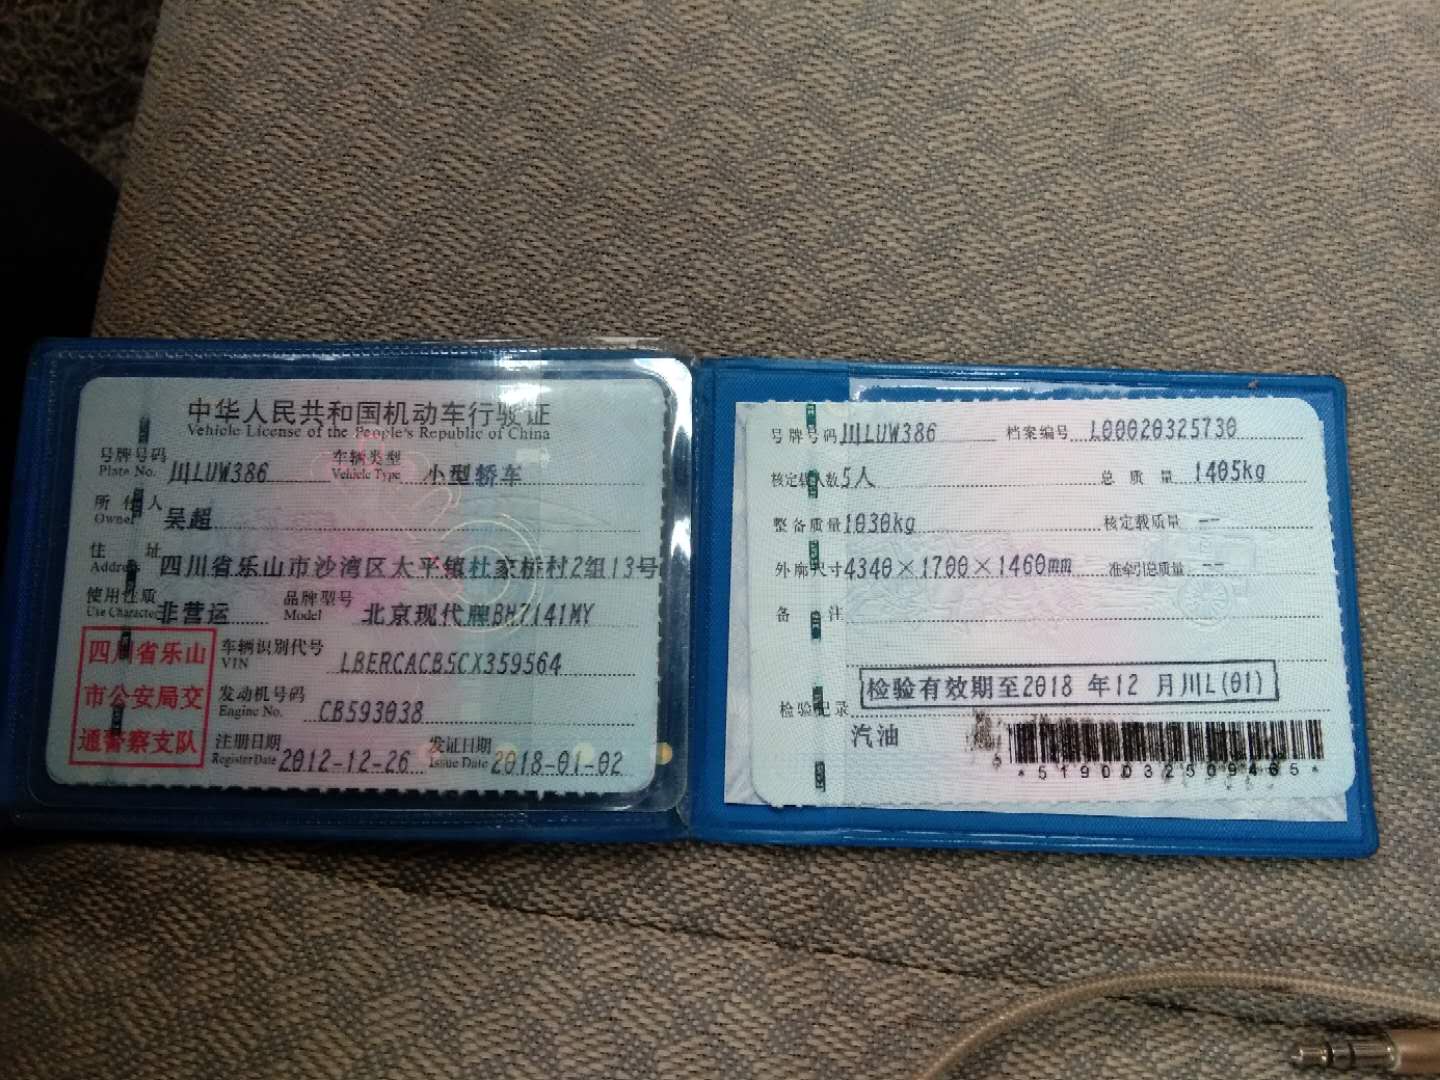 中华人民共和国机动车行驶证
Vehicle License of the People's Republic of China
号牌号码 川LUW386 车辆类型 小型轿车
Plate No. Vehicle Type
所有人 吴超
Owner
住址 四川省乐山市沙湾区太平镇杜家桥村2组13号
Address
使用性质 非营运 品牌型号 北京现代牌BH7141MY
Use Character Model
四川省乐山
市公安局交
通警察支队
车辆识别代号 LBERCACB5CX359564
VIN
发动机号码 CB593038
Engine No.
注册日期 2012-12-26 发证日期 2018-01-02
Register Date Issue Date
号牌号码 川LUW386 档案编号 L00020325730
核定载人数 5人 总质量 1405kg
整备质量 1030kg 核定载质量 --
外廓尺寸 4340×1700×1460mm 准牵引总质量 --
备注
检验有效期至2018 年12 月川L(01)
检验记录
汽油
*5190032509465*